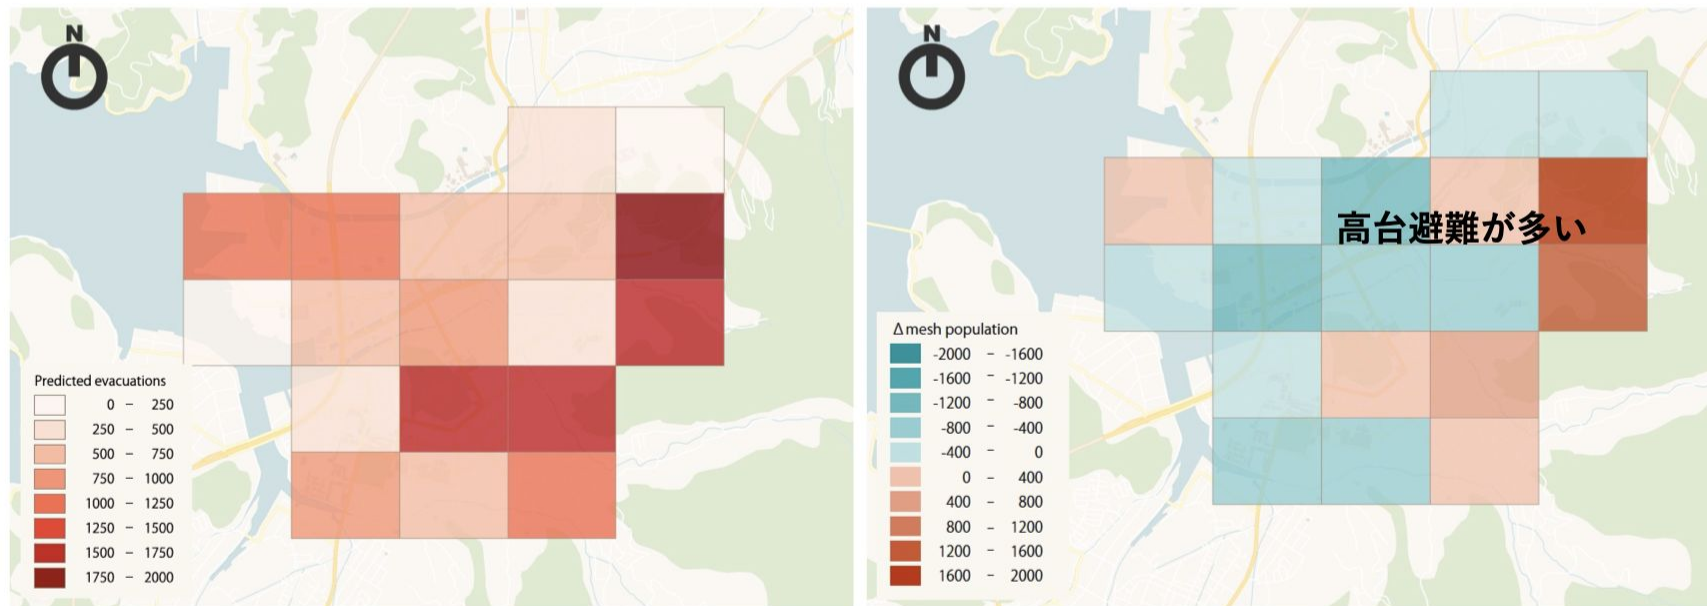 N
Predicted evacuations
0 – 250
250 – 500
500 – 750
750 – 1000
1000 – 1250
1250 – 1500
1500 – 1750
1750 – 2000
N
高台避難が多い
Δ mesh population
-2000 – -1600
-1600 – -1200
-1200 – -800
-800 – -400
-400 – 0
0 – 400
400 – 800
800 – 1200
1200 – 1600
1600 – 2000